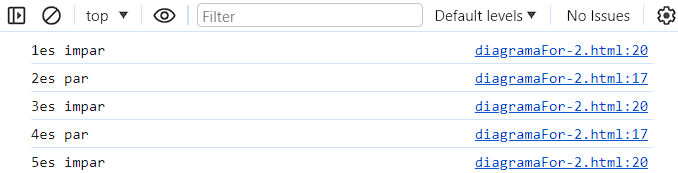 top Filter Default levels No Issues
1es impar diagramaFor-2.html:20
2es par diagramaFor-2.html:17
3es impar diagramaFor-2.html:20
4es par diagramaFor-2.html:17
5es impar diagramaFor-2.html:20